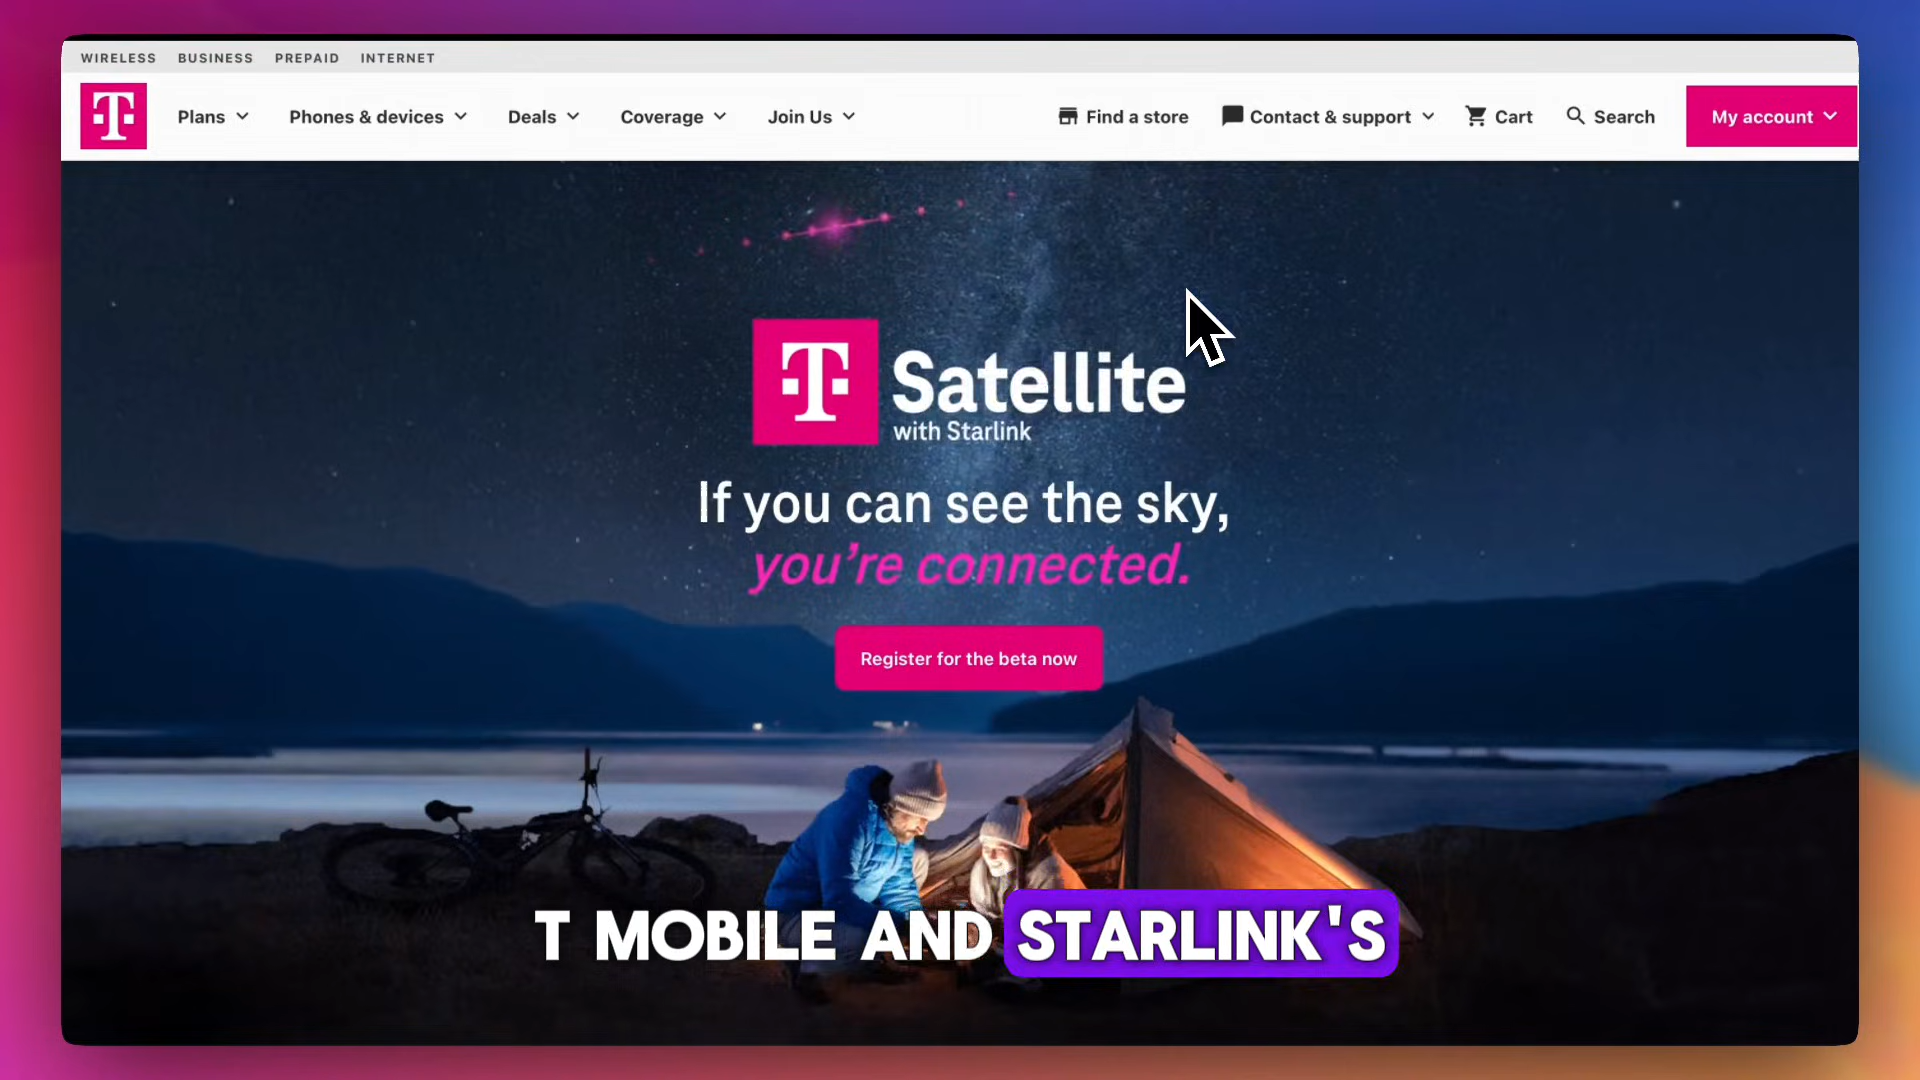 WIRELESS BUSINESS PREPAID INTERNET
T Plans Phones & devices Deals Coverage Join Us Find a store Contact & support Cart Search My account
T Satellite
with Starlink
If you can see the sky,
you're connected.
Register for the beta now
T MOBILE AND STARLINK'S